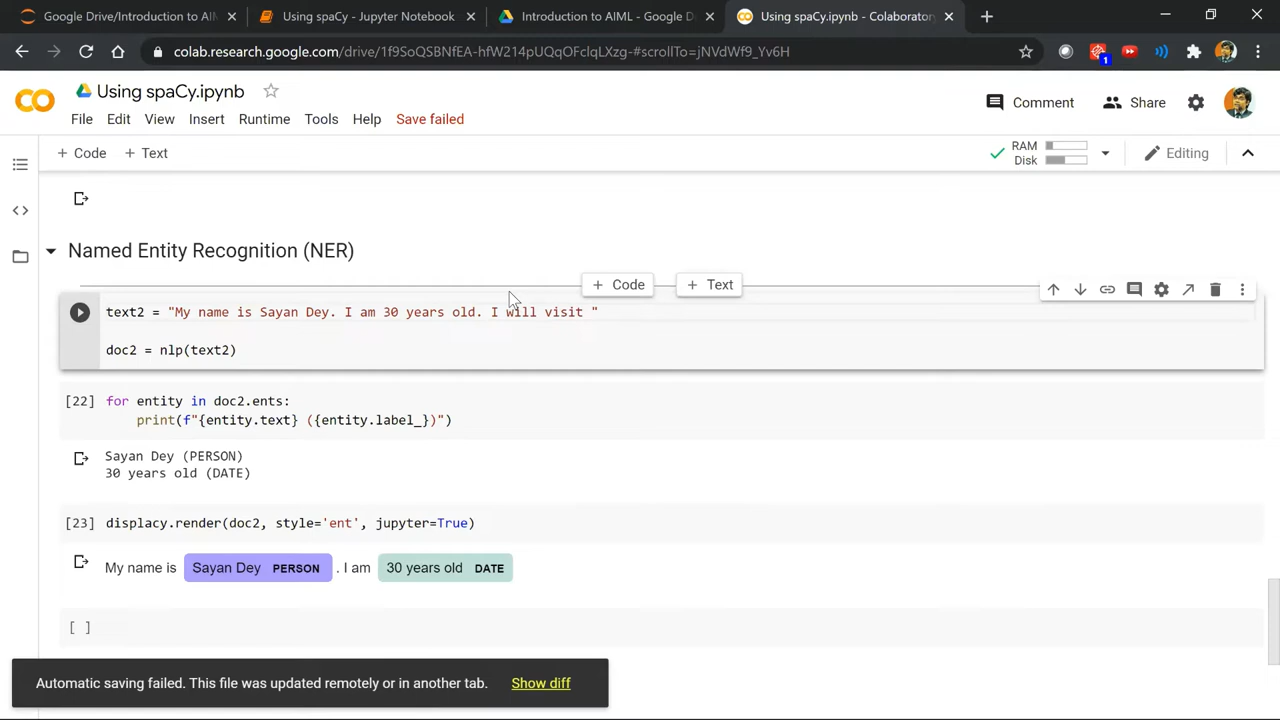 Google Drive/Introduction to AIM
Using spaCy - Jupyter Notebook
Introduction to AIML - Google D
Using spaCy.ipynb - Colaboratory
colab.research.google.com/drive/1f9SoQSBNfEA-hfW214pUQqOFclqLXzg-#scrollTo=jNVdWf9_Yv6H
1
Using spaCy.ipynb
File Edit View Insert Runtime Tools Help Save failed
Comment
Share
+ Code + Text
RAM
Disk
Editing
Named Entity Recognition (NER)
+ Code + Text
text2 = "My name is Sayan Dey. I am 30 years old. I will visit "
doc2 = nlp(text2)
[22] for entity in doc2.ents:
print(f"{entity.text} ({entity.label_})")
Sayan Dey (PERSON)
30 years old (DATE)
[23] displacy.render(doc2, style='ent', jupyter=True)
My name is Sayan Dey PERSON . I am 30 years old DATE
[ ]
Automatic saving failed. This file was updated remotely or in another tab. Show diff